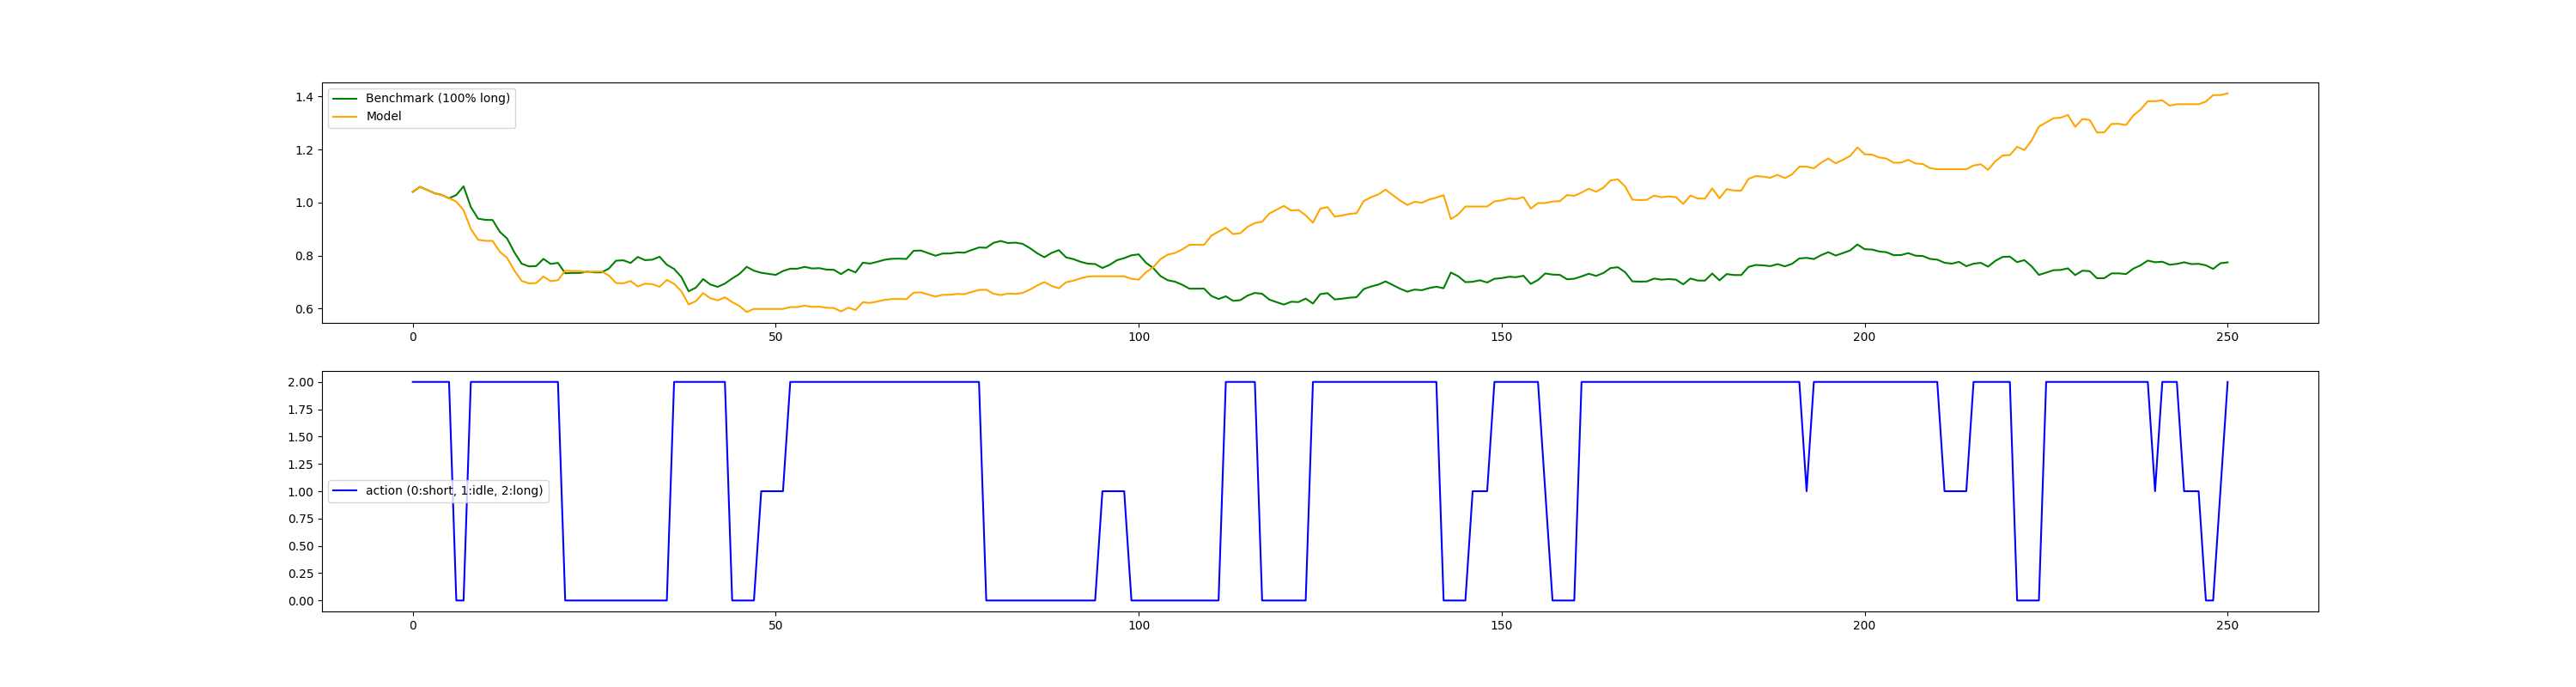 1.4
1.2
1.0
0.8
0.6
Benchmark (100% long)
Model
0 50 100 150 200 250
2.00
1.75
1.50
1.25
1.00
0.75
0.50
0.25
0.00
action (0:short, 1:idle, 2:long)
0 50 100 150 200 250